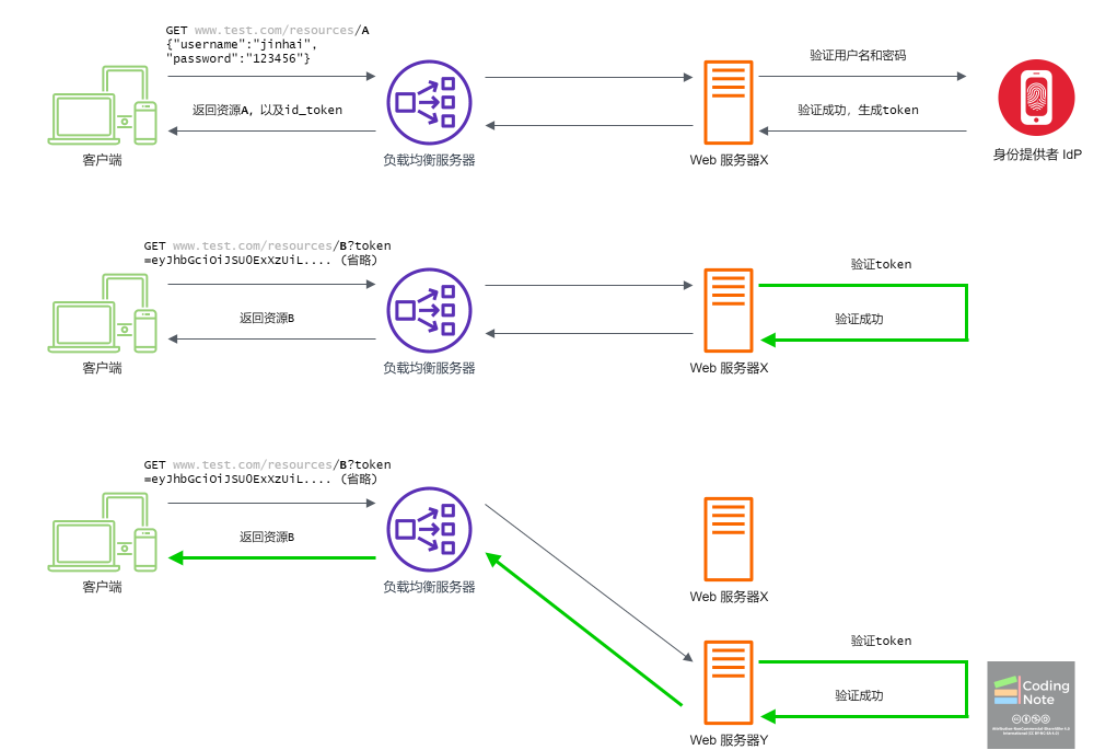 GET www.test.com/resources/A
{"username":"jinhai",
"password":"123456"}
验证用户名和密码
返回资源A，以及id_token
验证成功，生成token
客户端
负载均衡服务器
Web 服务器X
身份提供者 IdP
GET www.test.com/resources/B?token
=eyJhbGciOiJSU0ExXzUiL.... (省略)
验证token
返回资源B
验证成功
客户端
负载均衡服务器
Web 服务器X
GET www.test.com/resources/B?token
=eyJhbGciOiJSU0ExXzUiL.... (省略)
返回资源B
客户端
负载均衡服务器
Web 服务器X
验证token
验证成功
Web 服务器Y
Coding
Note